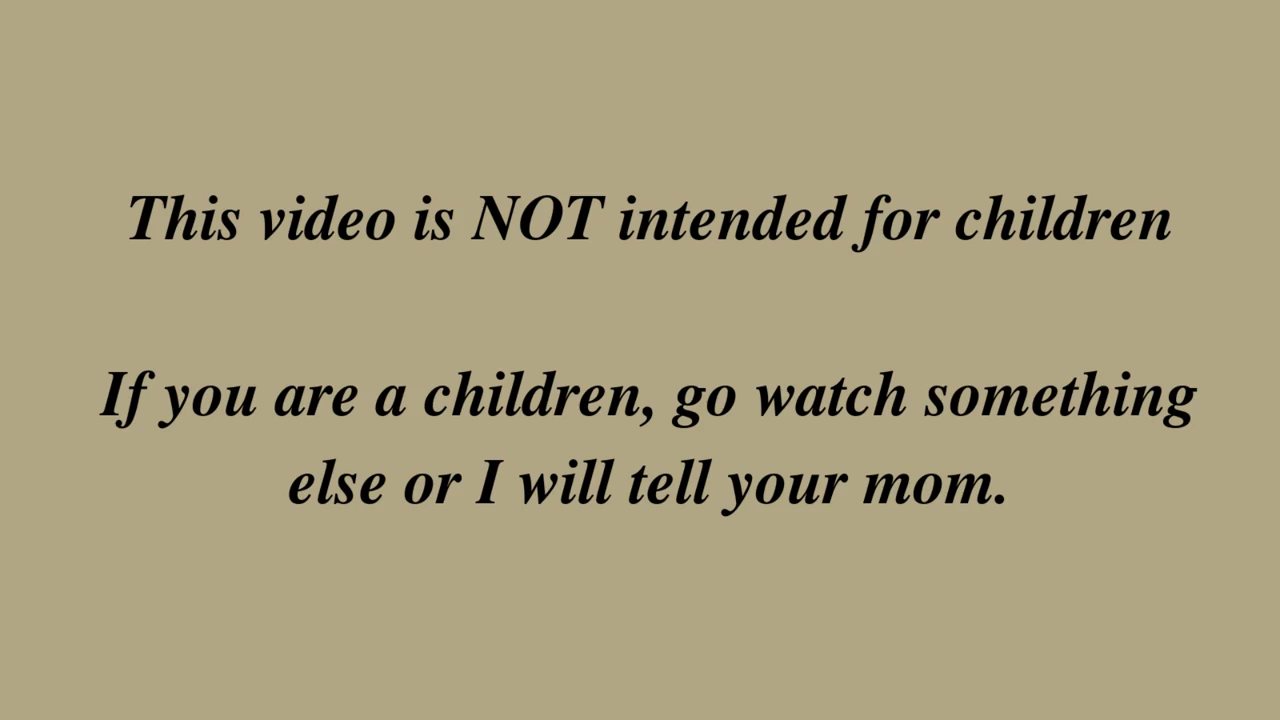 This video is NOT intended for children
If you are a children, go watch something
else or I will tell your mom.